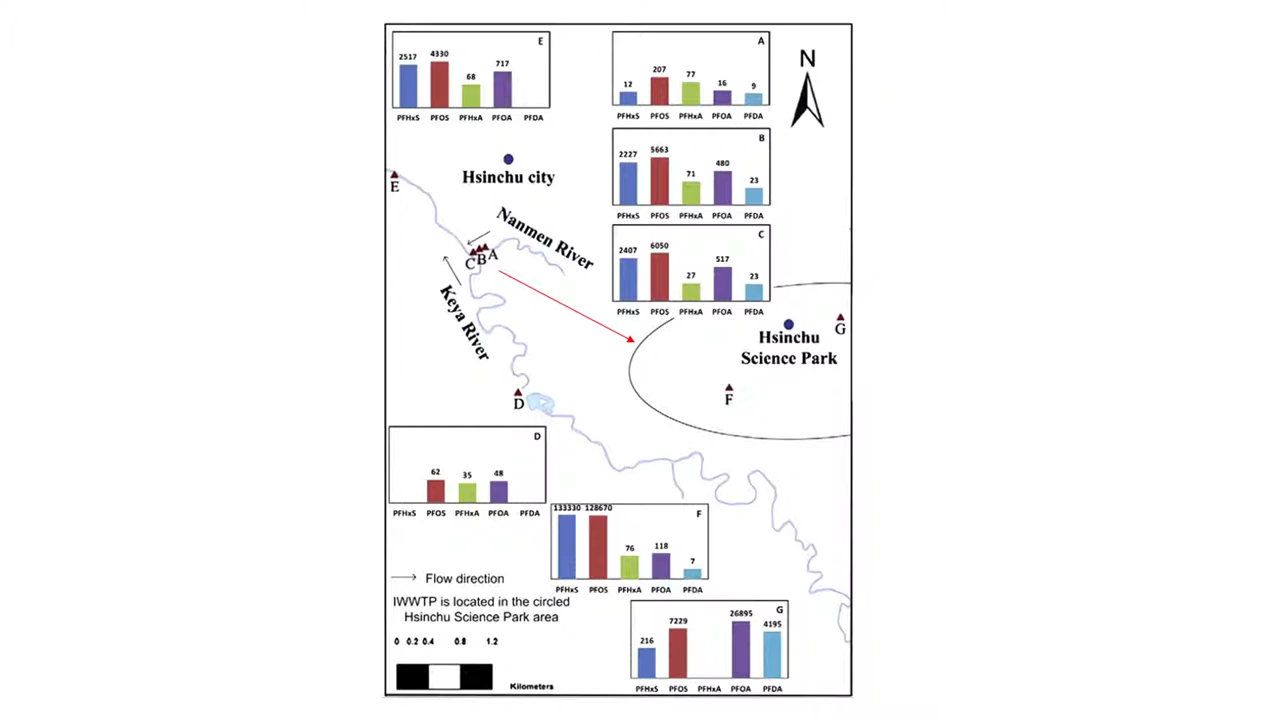 E
2517 4330 68 717
PFHxS PFOS PFHxA PFOA PFDA
A
12 207 77 16 9
PFHxS PFOS PFHxA PFOA PFDA
N
B
2227 5663 71 480 23
PFHxS PFOS PFHxA PFOA PFDA
C
2407 6050 27 517 23
PFHxS PFOS PFHxA PFOA PFDA
Hsinchu city
E
Nanmen River
C B A
Keya River
Hsinchu
Science Park
G
F
D
D
62 35 48
PFHxS PFOS PFHxA PFOA PFDA
F
133330 128670 76 118 7
PFHxS PFOS PFHxA PFOA PFDA
Flow direction
IWWTP is located in the circled
Hsinchu Science Park area
0 0.2 0.4 0.8 1.2
Kilometers
G
216 7229 26895 4195
PFHxS PFOS PFHxA PFOA PFDA